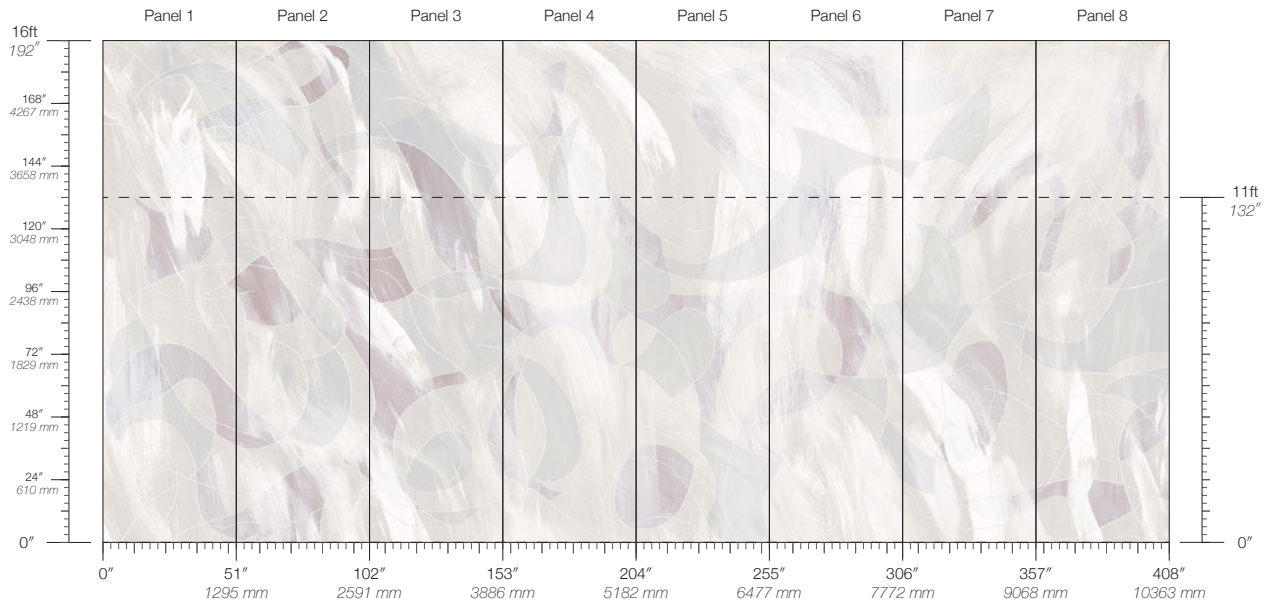 Panel 1 Panel 2 Panel 3 Panel 4 Panel 5 Panel 6 Panel 7 Panel 8
16ft
192″
168″
4267 mm
144″
3658 mm
11ft
132″
120″
3048 mm
96″
2438 mm
72″
1829 mm
48″
1219 mm
24″
610 mm
0″ 0″
0″ 51″ 102″ 153″ 204″ 255″ 306″ 357″ 408″
1295 mm 2591 mm 3886 mm 5182 mm 6477 mm 7772 mm 9068 mm 10363 mm